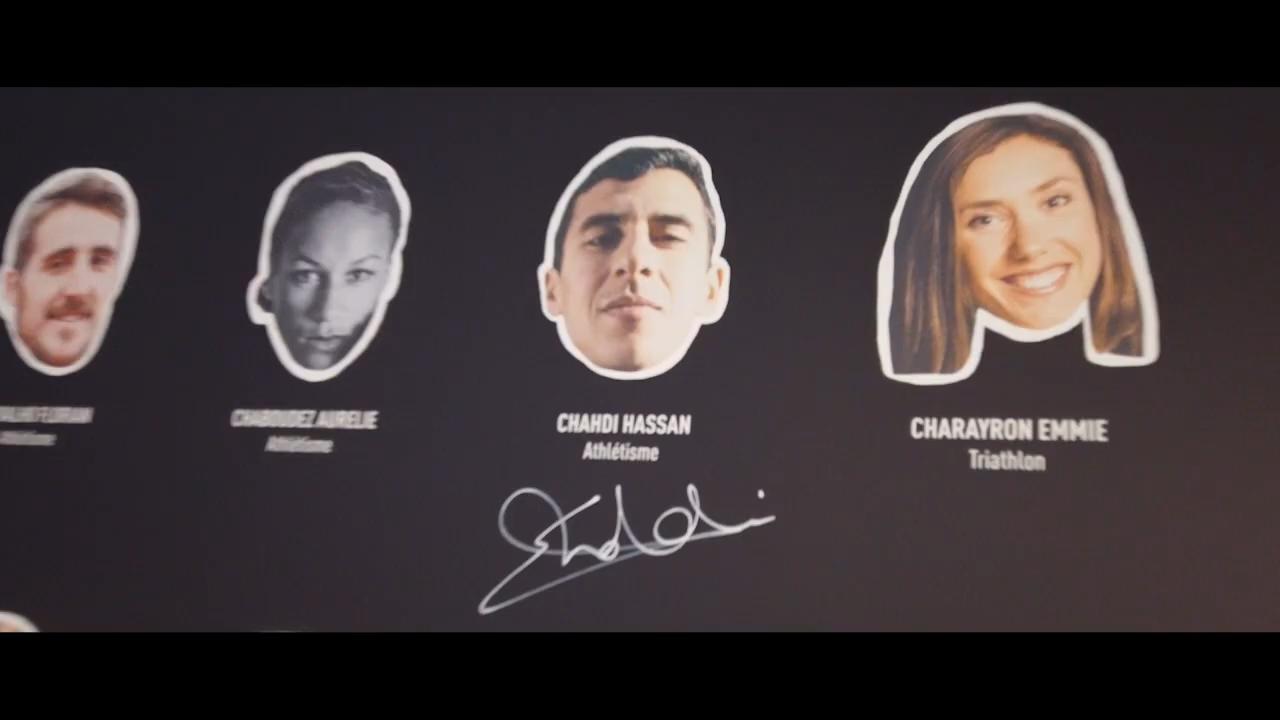 CHABOUDEZ AURELIE
Athlétisme
CHAHDI HASSAN
Athlétisme
CHARAYRON EMMIE
Triathlon